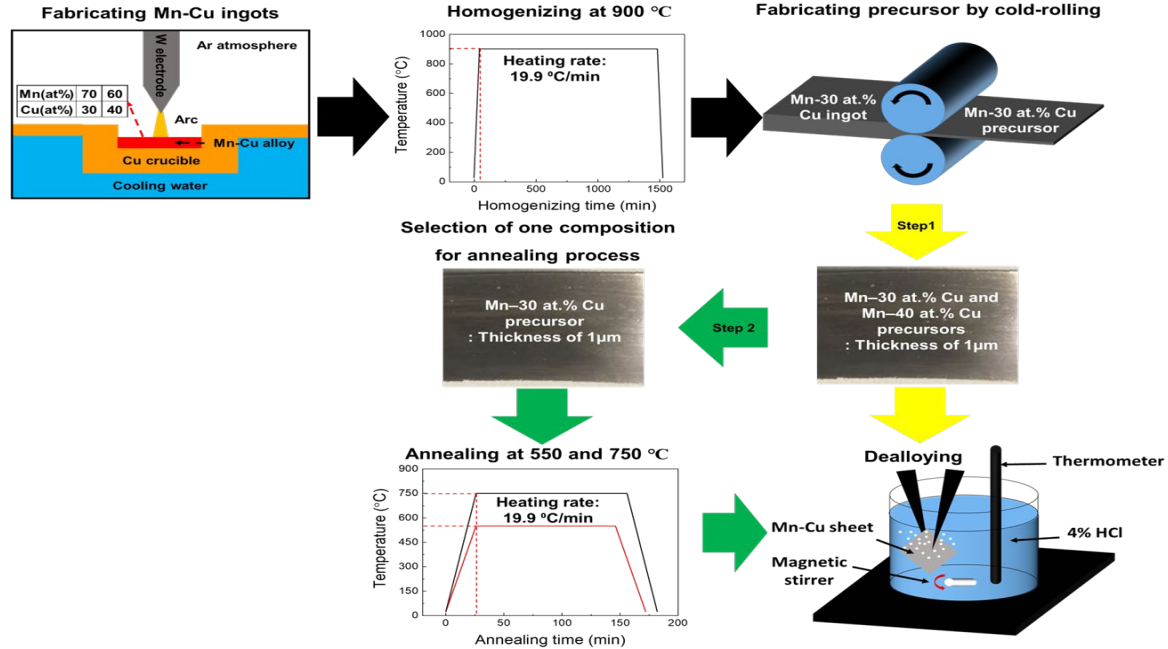 Fabricating Mn-Cu ingots
W electrode
Ar atmosphere
Mn(at%) 70 60
Cu(at%) 30 40
Arc
Mn-Cu alloy
Cu crucible
Cooling water
Homogenizing at 900 ℃
Temperature (°C)
1000
800
600
400
200
0
Heating rate:
19.9 ºC/min
0 500 1000 1500
Homogenizing time (min)
Fabricating precursor by cold-rolling
Mn-30 at.%
Cu ingot
Mn-30 at.% Cu
precursor
Step1
Selection of one composition
for annealing process
Mn–30 at.% Cu
precursor
: Thickness of 1µm
Step 2
Mn–30 at.% Cu and
Mn–40 at.% Cu
precursors
: Thickness of 1µm
Annealing at 550 and 750 ℃
Temperature (°C)
900
750
600
450
300
150
0
Heating rate:
19.9 ºC/min
0 50 100 150 200
Annealing time (min)
Dealloying
Thermometer
Mn-Cu sheet
4% HCl
Magnetic
stirrer